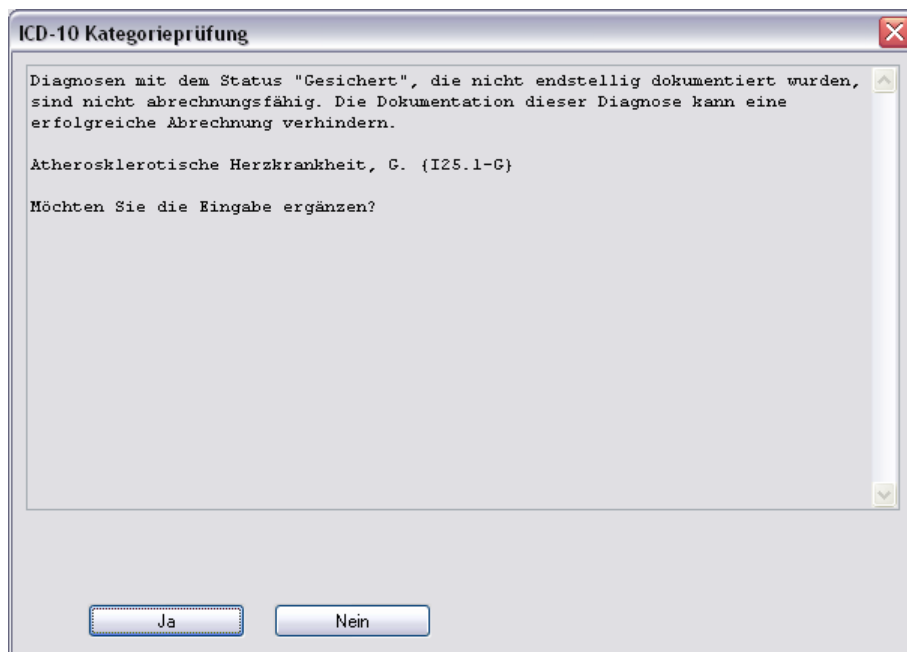 ICD-10 Kategorieprüfung
Diagnosen mit dem Status "Gesichert", die nicht endstellig dokumentiert wurden,
sind nicht abrechnungsfähig. Die Dokumentation dieser Diagnose kann eine
erfolgreiche Abrechnung verhindern.
Atherosklerotische Herzkrankheit, G. {I25.1-G}
Möchten Sie die Eingabe ergänzen?
Ja
Nein